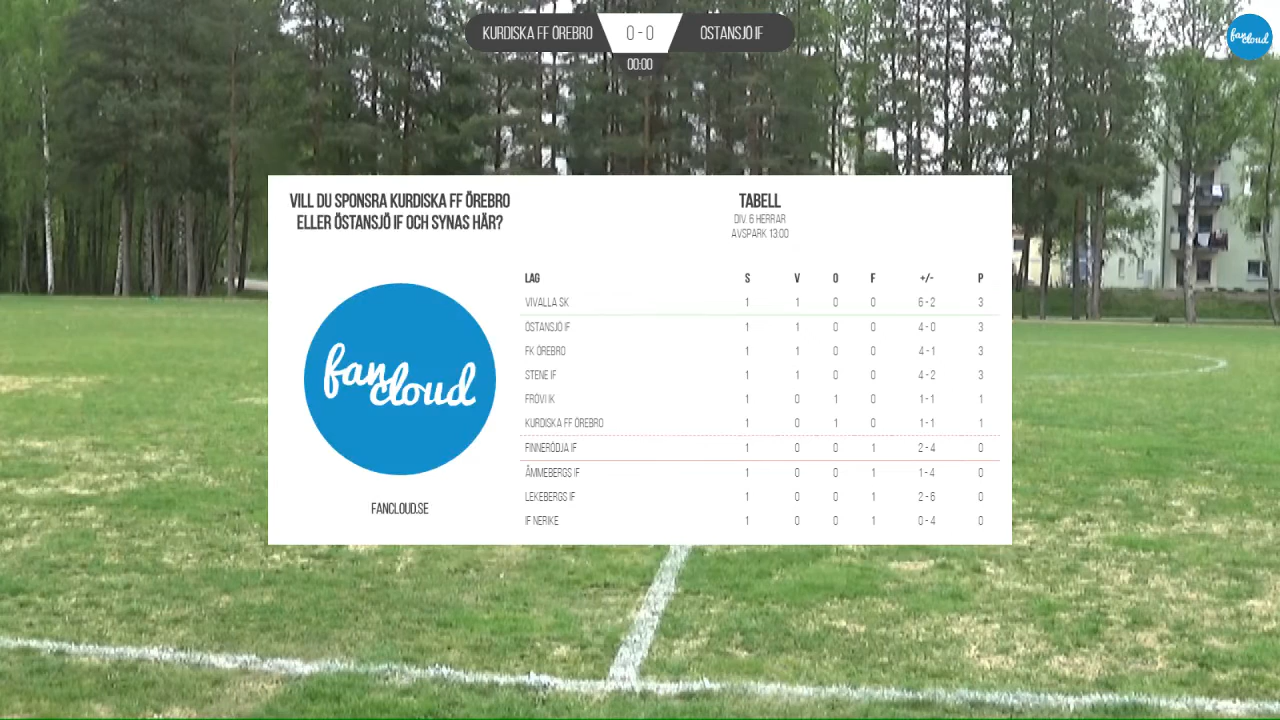 KURDISKA FF ÖREBRO 0 - 0 ÖSTANSJÖ IF
00:00
fan
cloud
VILL DU SPONSRA KURDISKA FF ÖREBRO
ELLER ÖSTANSJÖ IF OCH SYNAS HÄR?
fan
cloud
FANCLOUD.SE
TABELL
DIV. 6 HERRAR
AVSPARK 13:00
LAG S V O F +/- P
VIVALLA SK 1 1 0 0 6 - 2 3
ÖSTANSJÖ IF 1 1 0 0 4 - 0 3
FK ÖREBRO 1 1 0 0 4 - 1 3
STENE IF 1 1 0 0 4 - 2 3
FRÖVI IK 1 0 1 0 1 - 1 1
KURDISKA FF ÖREBRO 1 0 1 0 1 - 1 1
FINNERÖDJA IF 1 0 0 1 2 - 4 0
ÅMMEBERGS IF 1 0 0 1 1 - 4 0
LEKEBERGS IF 1 0 0 1 2 - 6 0
IF NERIKE 1 0 0 1 0 - 4 0